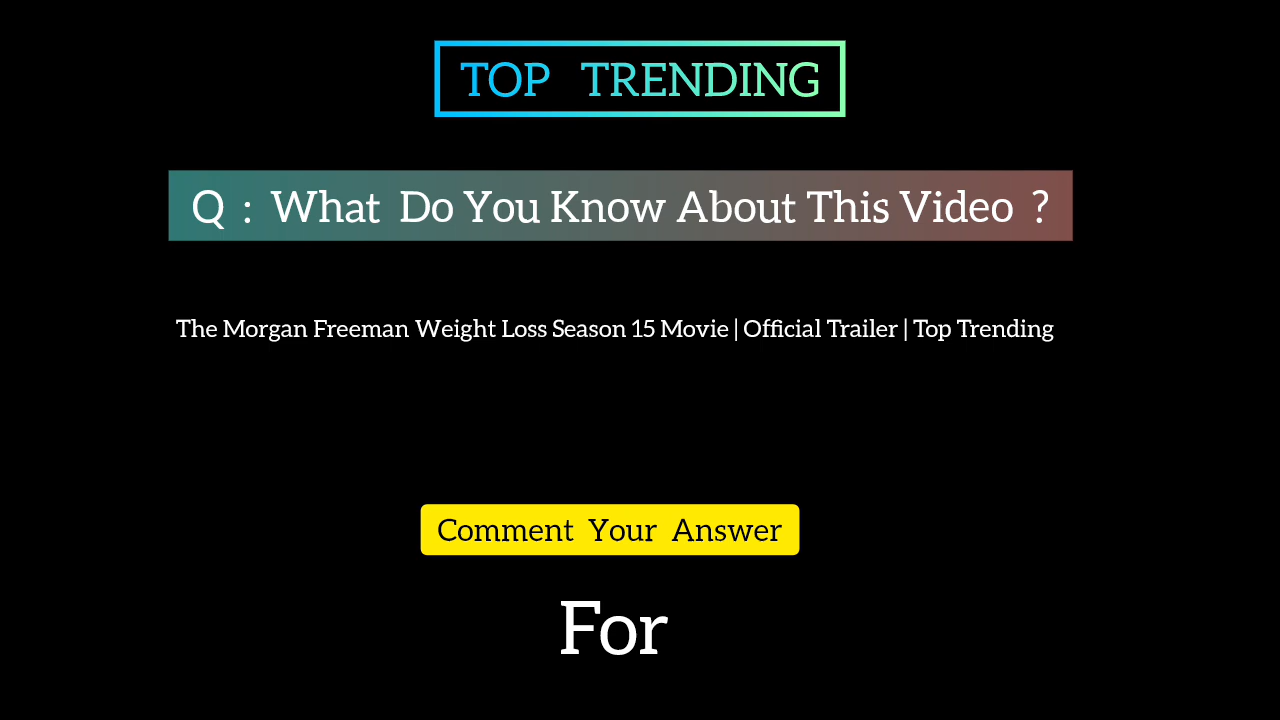 TOP TRENDING
Q : What Do You Know About This Video ?
The Morgan Freeman Weight Loss Season 15 Movie | Official Trailer | Top Trending
Comment Your Answer
For